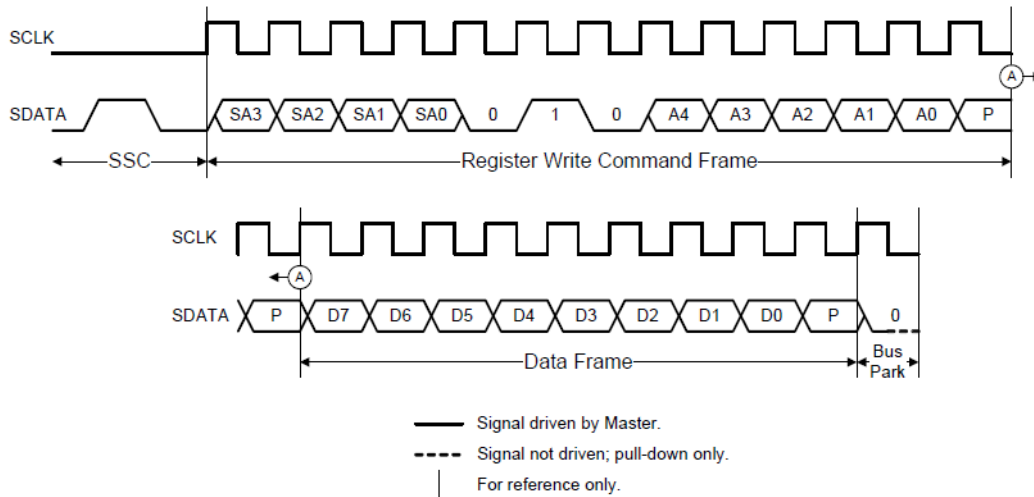 SCLK
A
SDATA SA3 SA2 SA1 SA0 0 1 0 A4 A3 A2 A1 A0 P
SSC Register Write Command Frame
SCLK
A
SDATA P D7 D6 D5 D4 D3 D2 D1 D0 P 0
Data Frame Bus
Park
Signal driven by Master.
Signal not driven; pull-down only.
For reference only.